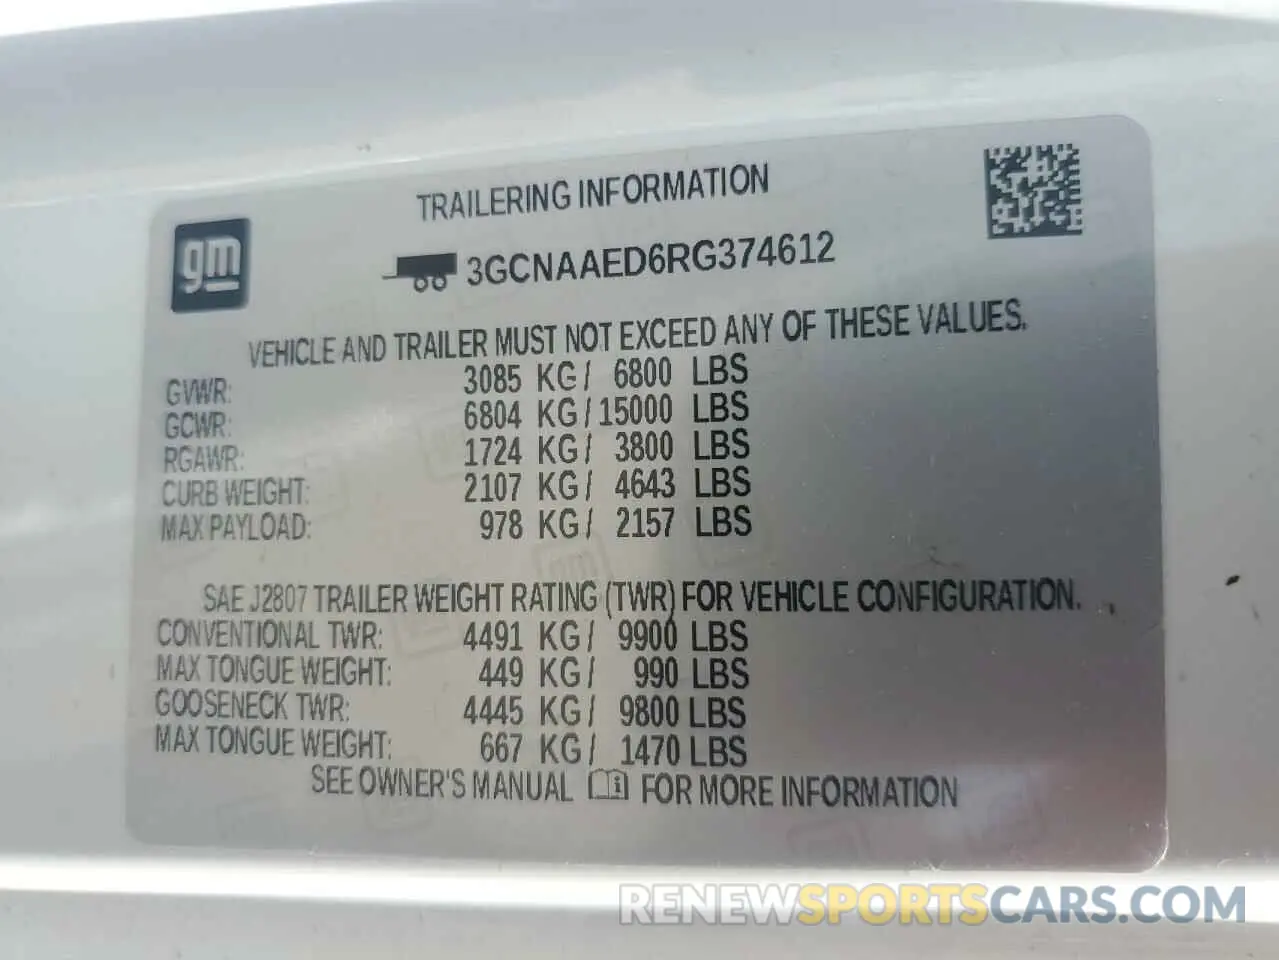 TRAILERING INFORMATION
gm
3GCNAAED6RG374612
VEHICLE AND TRAILER MUST NOT EXCEED ANY OF THESE VALUES.
GVWR: 3085 KG/ 6800 LBS
GCWR: 6804 KG/15000 LBS
RGAWR: 1724 KG/ 3800 LBS
CURB WEIGHT: 2107 KG/ 4643 LBS
MAX PAYLOAD: 978 KG/ 2157 LBS
SAE J2807 TRAILER WEIGHT RATING (TWR) FOR VEHICLE CONFIGURATION.
CONVENTIONAL TWR: 4491 KG/ 9900 LBS
MAX TONGUE WEIGHT: 449 KG/ 990 LBS
GOOSENECK TWR: 4445 KG/ 9800 LBS
MAX TONGUE WEIGHT: 667 KG/ 1470 LBS
SEE OWNER'S MANUAL FOR MORE INFORMATION
RENEWSPORTSCARS.COM